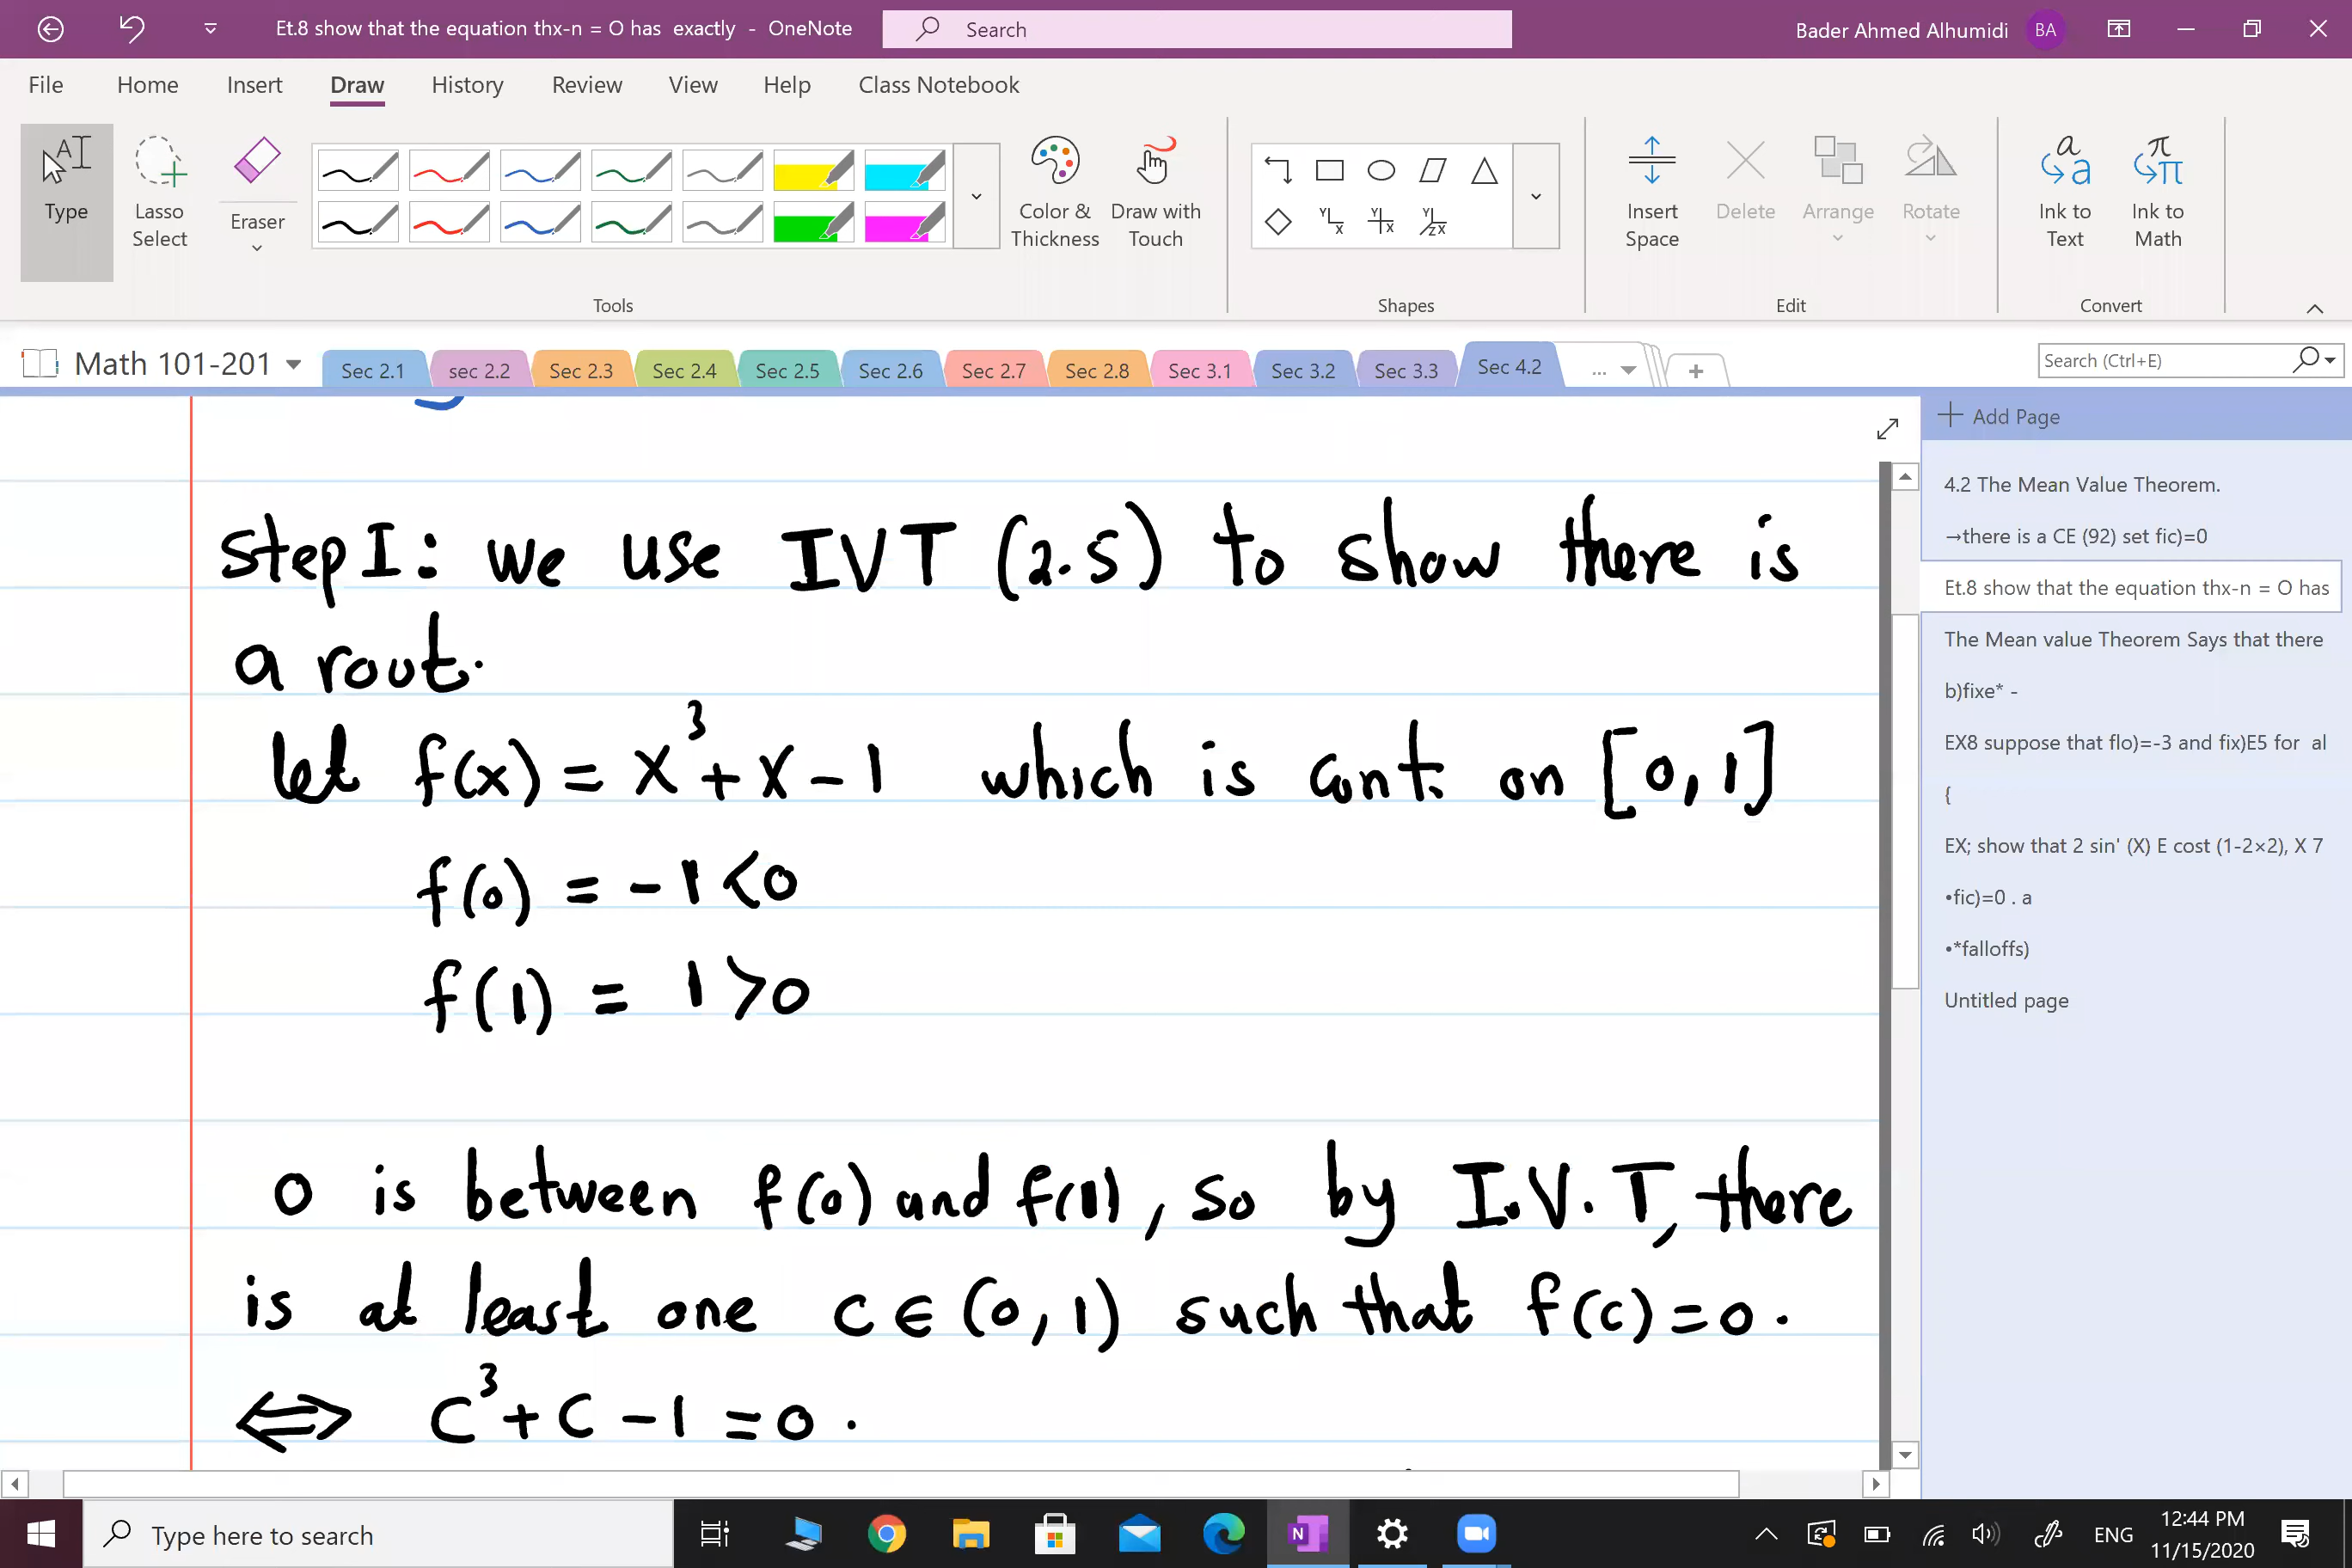 Et.8 show that the equation thx-n = O has exactly - OneNote
Search
Bader Ahmed Alhumidi
BA
File Home Insert Draw History Review View Help Class Notebook
Type
Lasso Select
Eraser
Color & Thickness
Draw with Touch
Insert Space
Delete
Arrange
Rotate
Ink to Text
Ink to Math
Tools
Shapes
Edit
Convert
Math 101-201
Sec 2.1 sec 2.2 Sec 2.3 Sec 2.4 Sec 2.5 Sec 2.6 Sec 2.7 Sec 2.8 Sec 3.1 Sec 3.2 Sec 3.3 Sec 4.2 ...
Search (Ctrl+E)
step I: we use IVT (2.5) to show there is
a rout.
let f(x) = x³ + x - 1 which is cont. on [0,1]
f(0) = -1 < 0
f(1) = 1 > 0
0 is between f(0) and f(1), so by I.V.T, there
is at least one c ∈ (0,1) such that f(c) = 0.
⟺ c³ + c - 1 = 0.
Add Page
4.2 The Mean Value Theorem.
→there is a CE (92) set fic)=0
Et.8 show that the equation thx-n = O has
The Mean value Theorem Says that there
b)fixe* -
EX8 suppose that flo)=-3 and fix)E5 for al
{
EX; show that 2 sin' (X) E cost (1-2×2), X 7
•fic)=0 . a
•*falloffs)
Untitled page
Type here to search
ENG
12:44 PM
11/15/2020